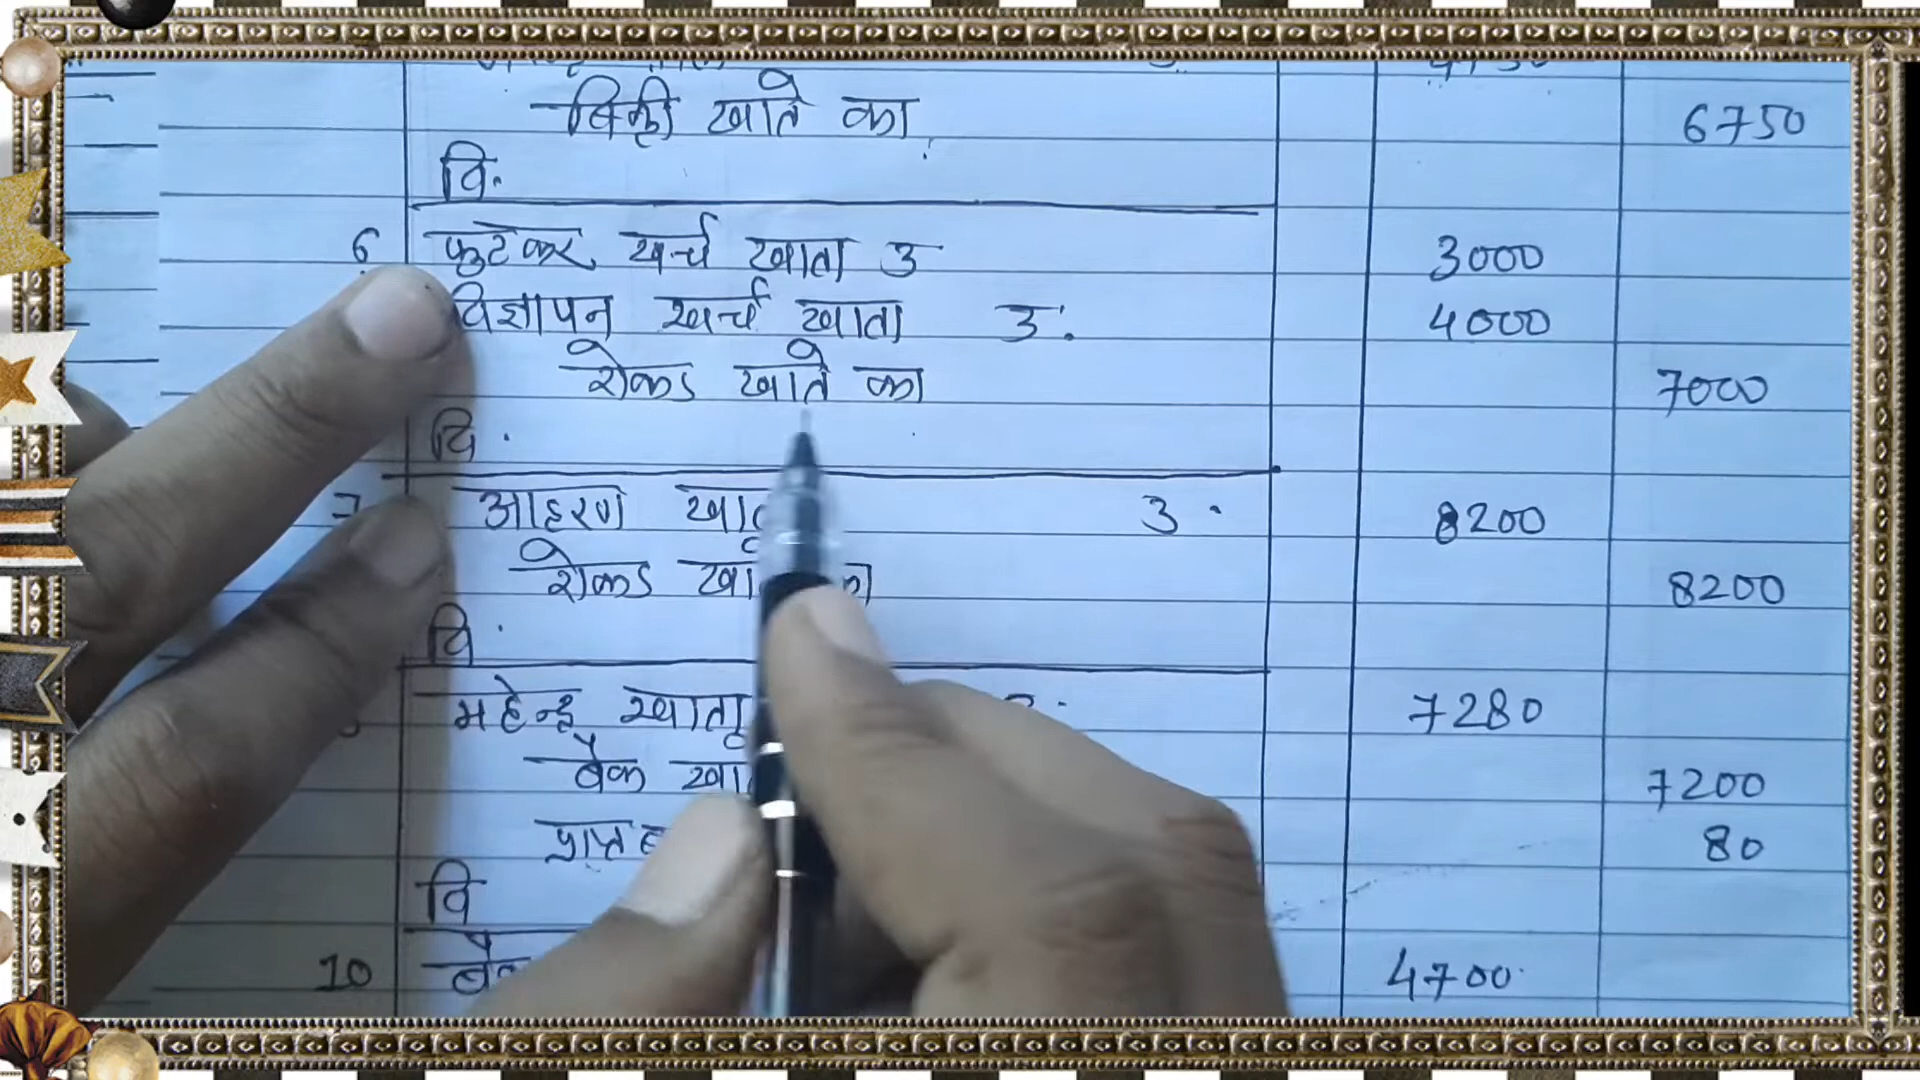 बिक्री खाते का 6750
वि.
6 फुटकर खर्च खाता उ 3000
विज्ञापन खर्च खाता उ. 4000
रोकड खाते का 7000
वि.
7 आहरण उ. 8200
रोकड 8200
वि.
महेन्द्र खाता 7280
बैंक 7200
प्राप्त 80
वि
10 4700